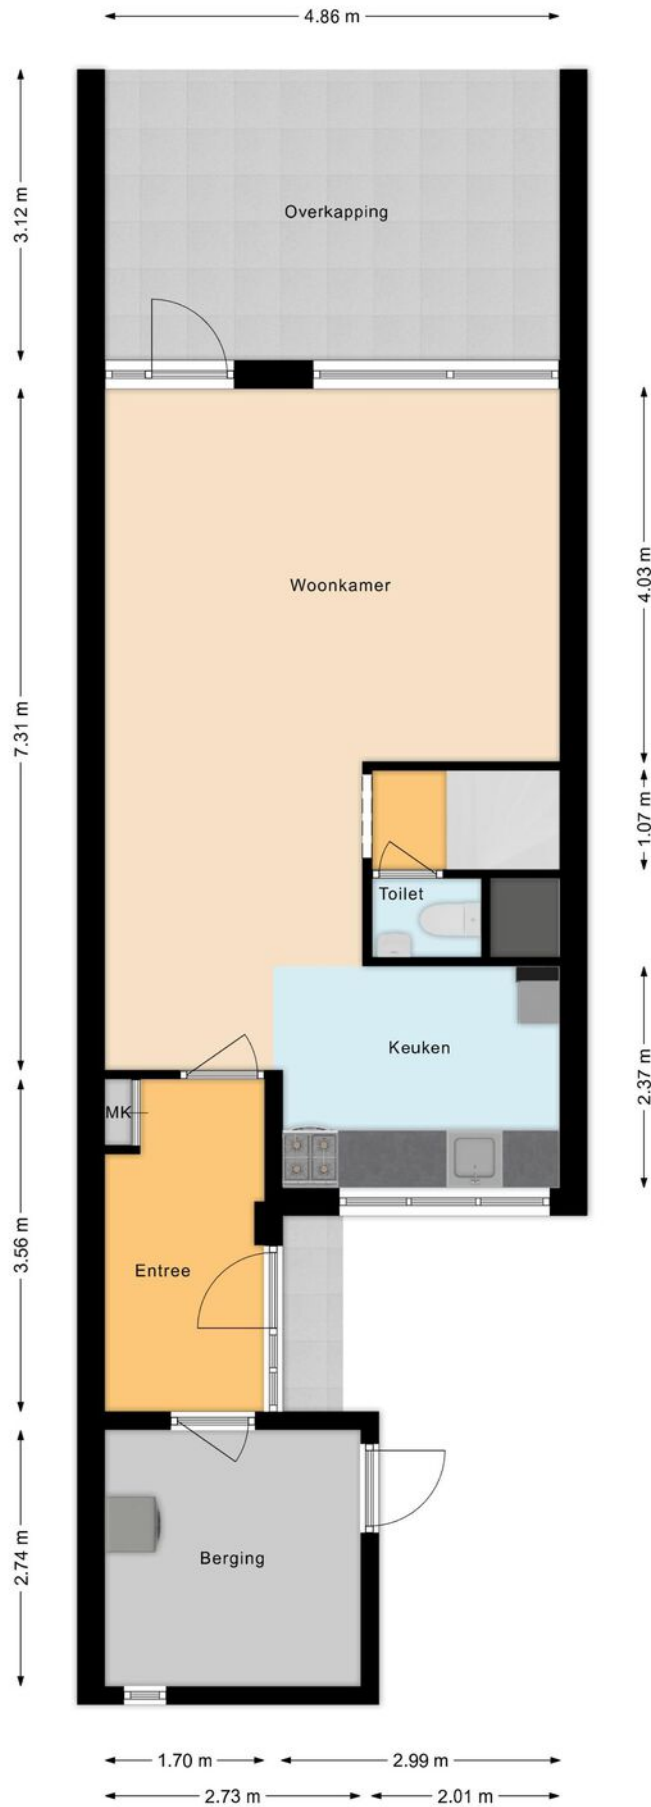 4.86 m
3.12 m
Overkapping
Woonkamer
4.03 m
7.31 m
1.07 m
Toilet
Keuken
2.37 m
MK
3.56 m
Entree
2.74 m
Berging
1.70 m
2.99 m
2.73 m
2.01 m